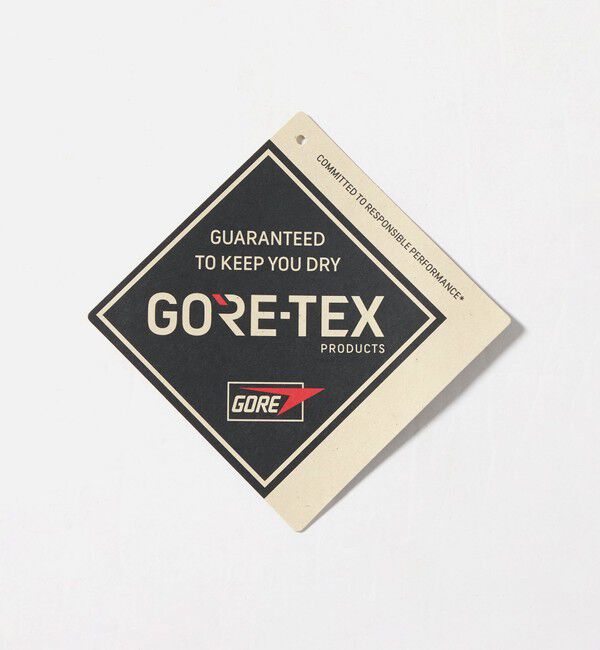 COMMITTED TO RESPONSIBLE PERFORMANCE*
GUARANTEED
TO KEEP YOU DRY
GORE-TEX
PRODUCTS
GORE